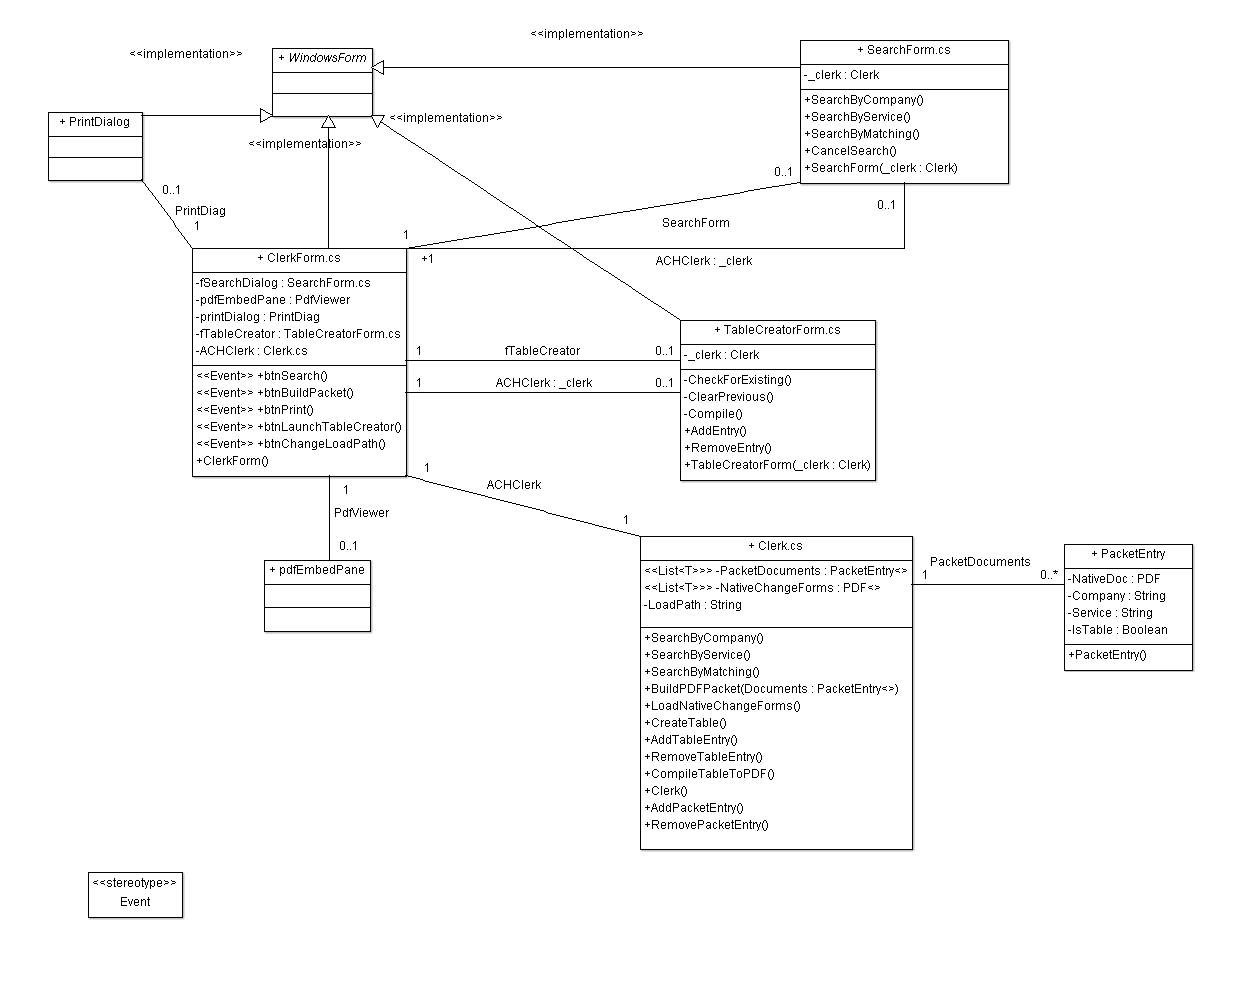 <<implementation>>
<<implementation>>
+ WindowsForm
+ SearchForm.cs
-_clerk : Clerk
+SearchByCompany()
+SearchByService()
+SearchByMatching()
+CancelSearch()
+SearchForm(_clerk : Clerk)
+ PrintDialog
<<implementation>>
<<implementation>>
0..1
PrintDiag
1
0..1
0..1
SearchForm
1
+1
ACHClerk : _clerk
+ ClerkForm.cs
-fSearchDialog : SearchForm.cs
-pdfEmbedPane : PdfViewer
-printDialog : PrintDiag
-fTableCreator : TableCreatorForm.cs
-ACHClerk : Clerk.cs
<<Event>> +btnSearch()
<<Event>> +btnBuildPacket()
<<Event>> +btnPrint()
<<Event>> +btnLaunchTableCreator()
<<Event>> +btnChangeLoadPath()
+ClerkForm()
1
fTableCreator
0..1
1
ACHClerk : _clerk
0..1
+ TableCreatorForm.cs
-_clerk : Clerk
-CheckForExisting()
-ClearPrevious()
-Compile()
+AddEntry()
+RemoveEntry()
+TableCreatorForm(_clerk : Clerk)
1
ACHClerk
1
1
PdfViewer
0..1
+ pdfEmbedPane
+ Clerk.cs
<<List<T>>> -PacketDocuments : PacketEntry<>
<<List<T>>> -NativeChangeForms : PDF<>
-LoadPath : String
+SearchByCompany()
+SearchByService()
+SearchByMatching()
+BuildPDFPacket(Documents : PacketEntry<>)
+LoadNativeChangeForms()
+CreateTable()
+AddTableEntry()
+RemoveTableEntry()
+CompileTableToPDF()
+Clerk()
+AddPacketEntry()
+RemovePacketEntry()
PacketDocuments
1
0..*
+ PacketEntry
-NativeDoc : PDF
-Company : String
-Service : String
-IsTable : Boolean
+PacketEntry()
<<stereotype>>
Event